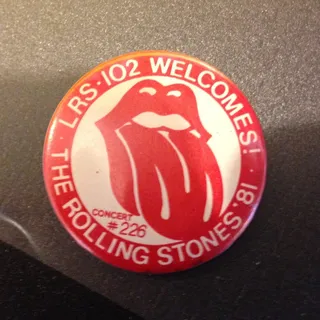 LRS-102 WELCOMES!
THE ROLLING STONES '81
CONCERT
#226